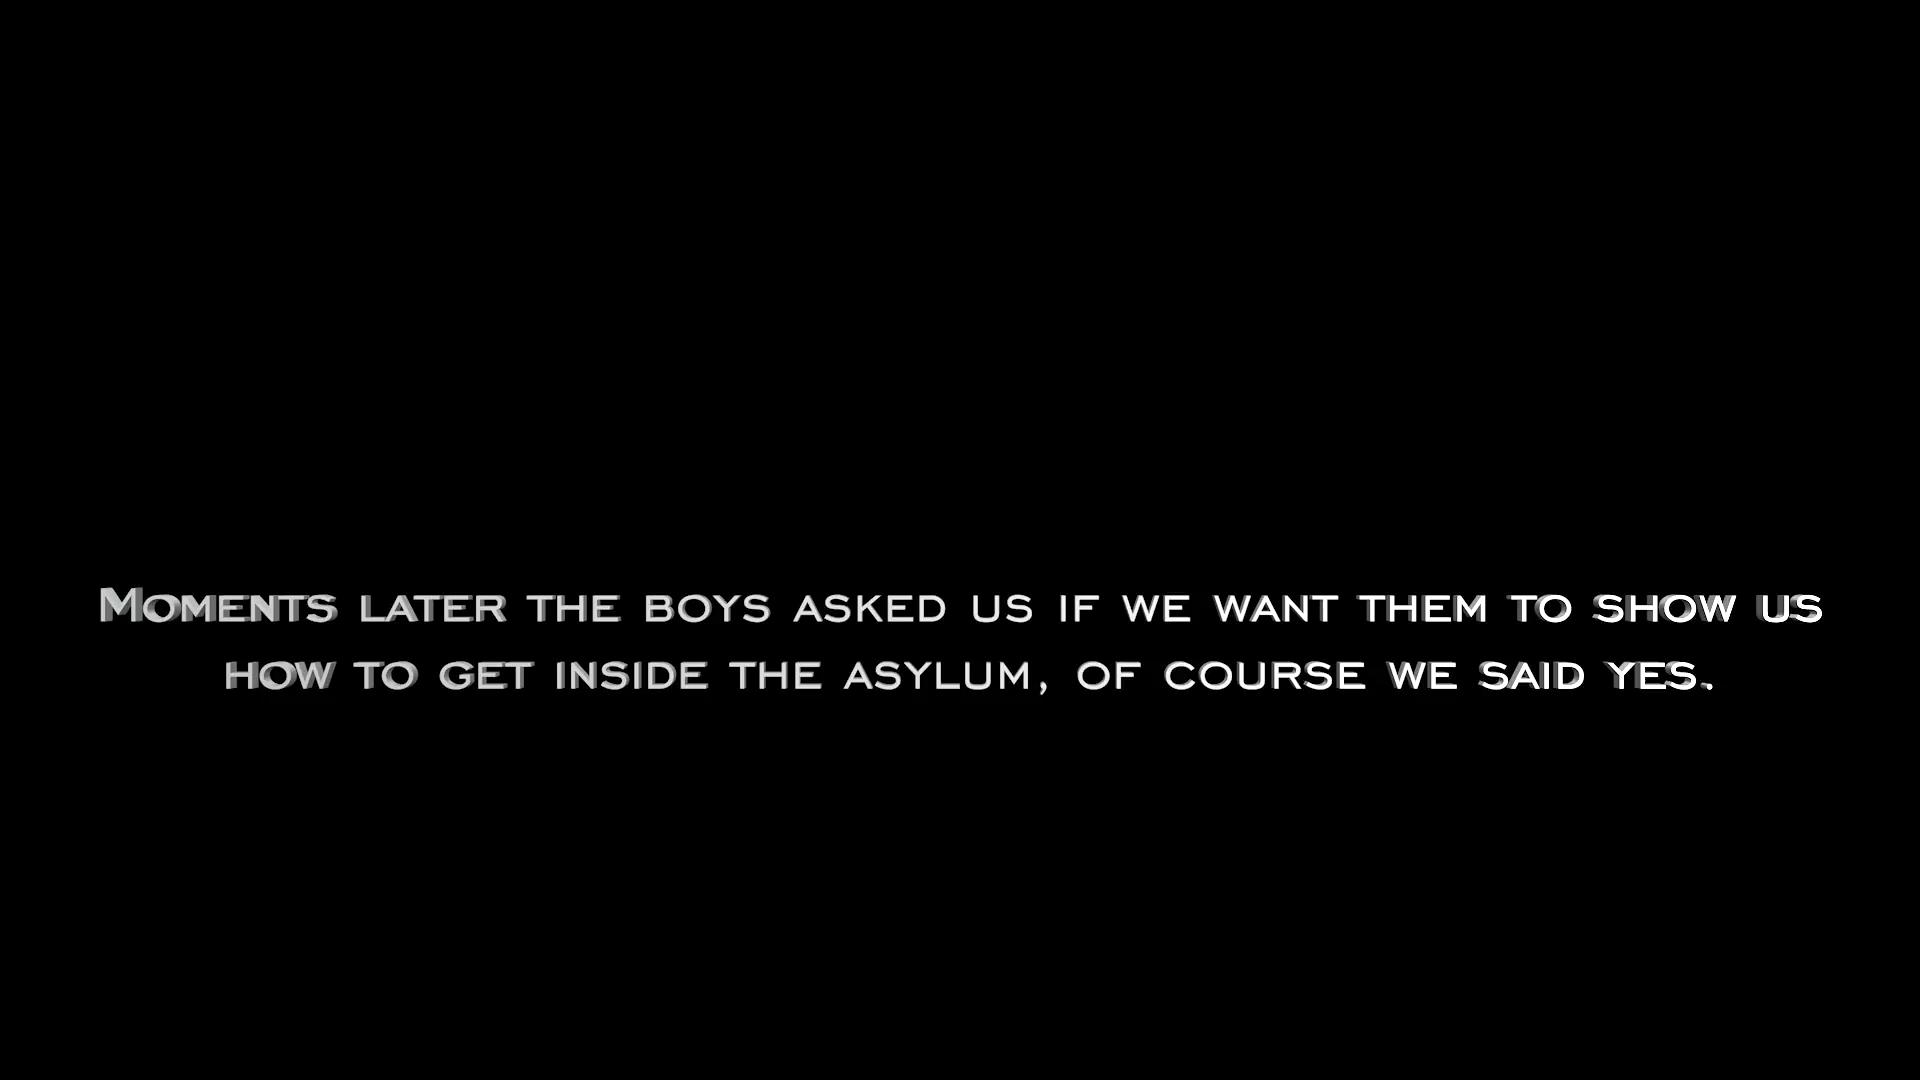 Moments later the boys asked us if we want them to show us
how to get inside the asylum, of course we said yes.